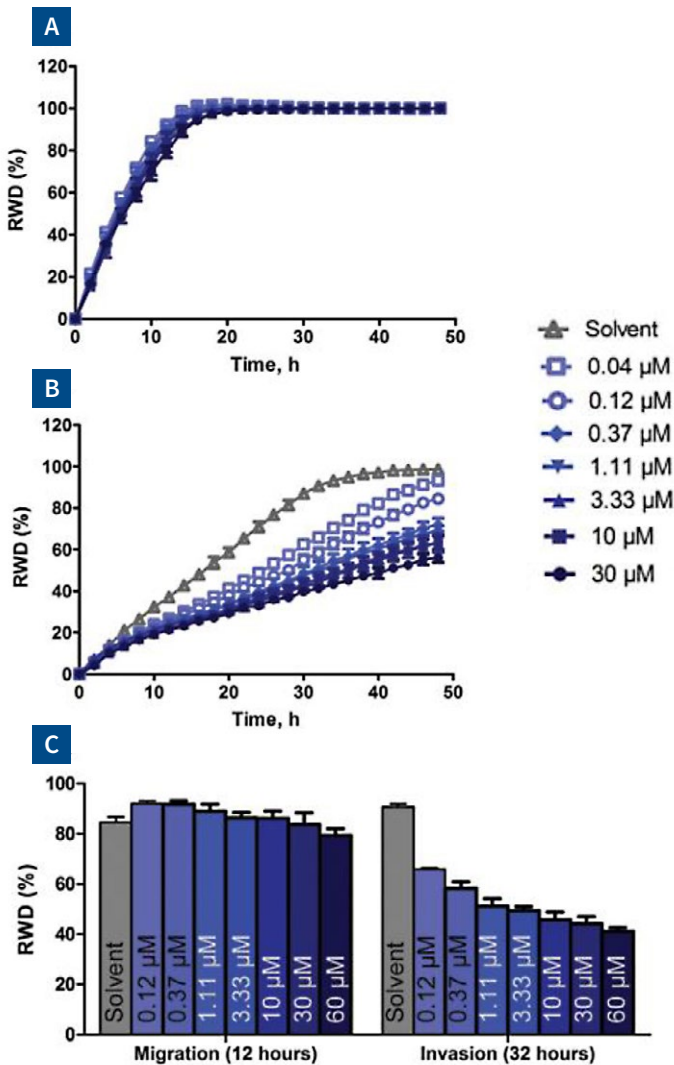 A
120
100
80
60
40
20
0
RWD (%)
0 10 20 30 40 50
Time, h
B
120
100
80
60
40
20
0
RWD (%)
0 10 20 30 40 50
Time, h
Solvent
0.04 µM
0.12 µM
0.37 µM
1.11 µM
3.33 µM
10 µM
30 µM
C
100
80
60
40
20
0
RWD (%)
Solvent
0.12 µM
0.37 µM
1.11 µM
3.33 µM
10 µM
30 µM
60 µM
Solvent
0.12 µM
0.37 µM
1.11 µM
3.33 µM
10 µM
30 µM
60 µM
Migration (12 hours) Invasion (32 hours)